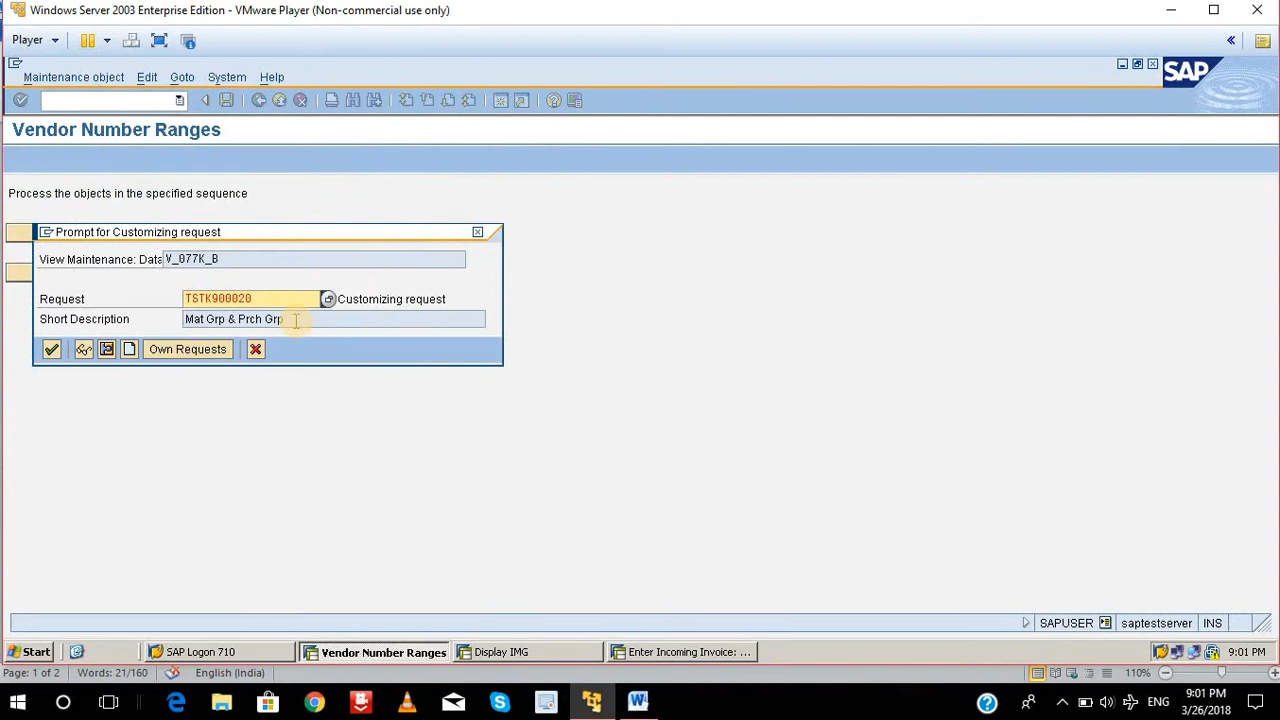 Windows Server 2003 Enterprise Edition - VMware Player (Non-commercial use only)
Player
Maintenance object Edit Goto System Help
SAP
Vendor Number Ranges
Process the objects in the specified sequence
Prompt for Customizing request
View Maintenance: Data V_077K_B
Request TSTK900020 Customizing request
Short Description Mat Grp & Prch Grp
Own Requests
SAPUSER saptestserver INS
Start SAP Logon 710 Vendor Number Ranges Display IMG Enter Incoming Invoice: ... 9:01 PM
Page: 1 of 2 Words: 21/160 English (India) 110%
ENG 9:01 PM
3/26/2018